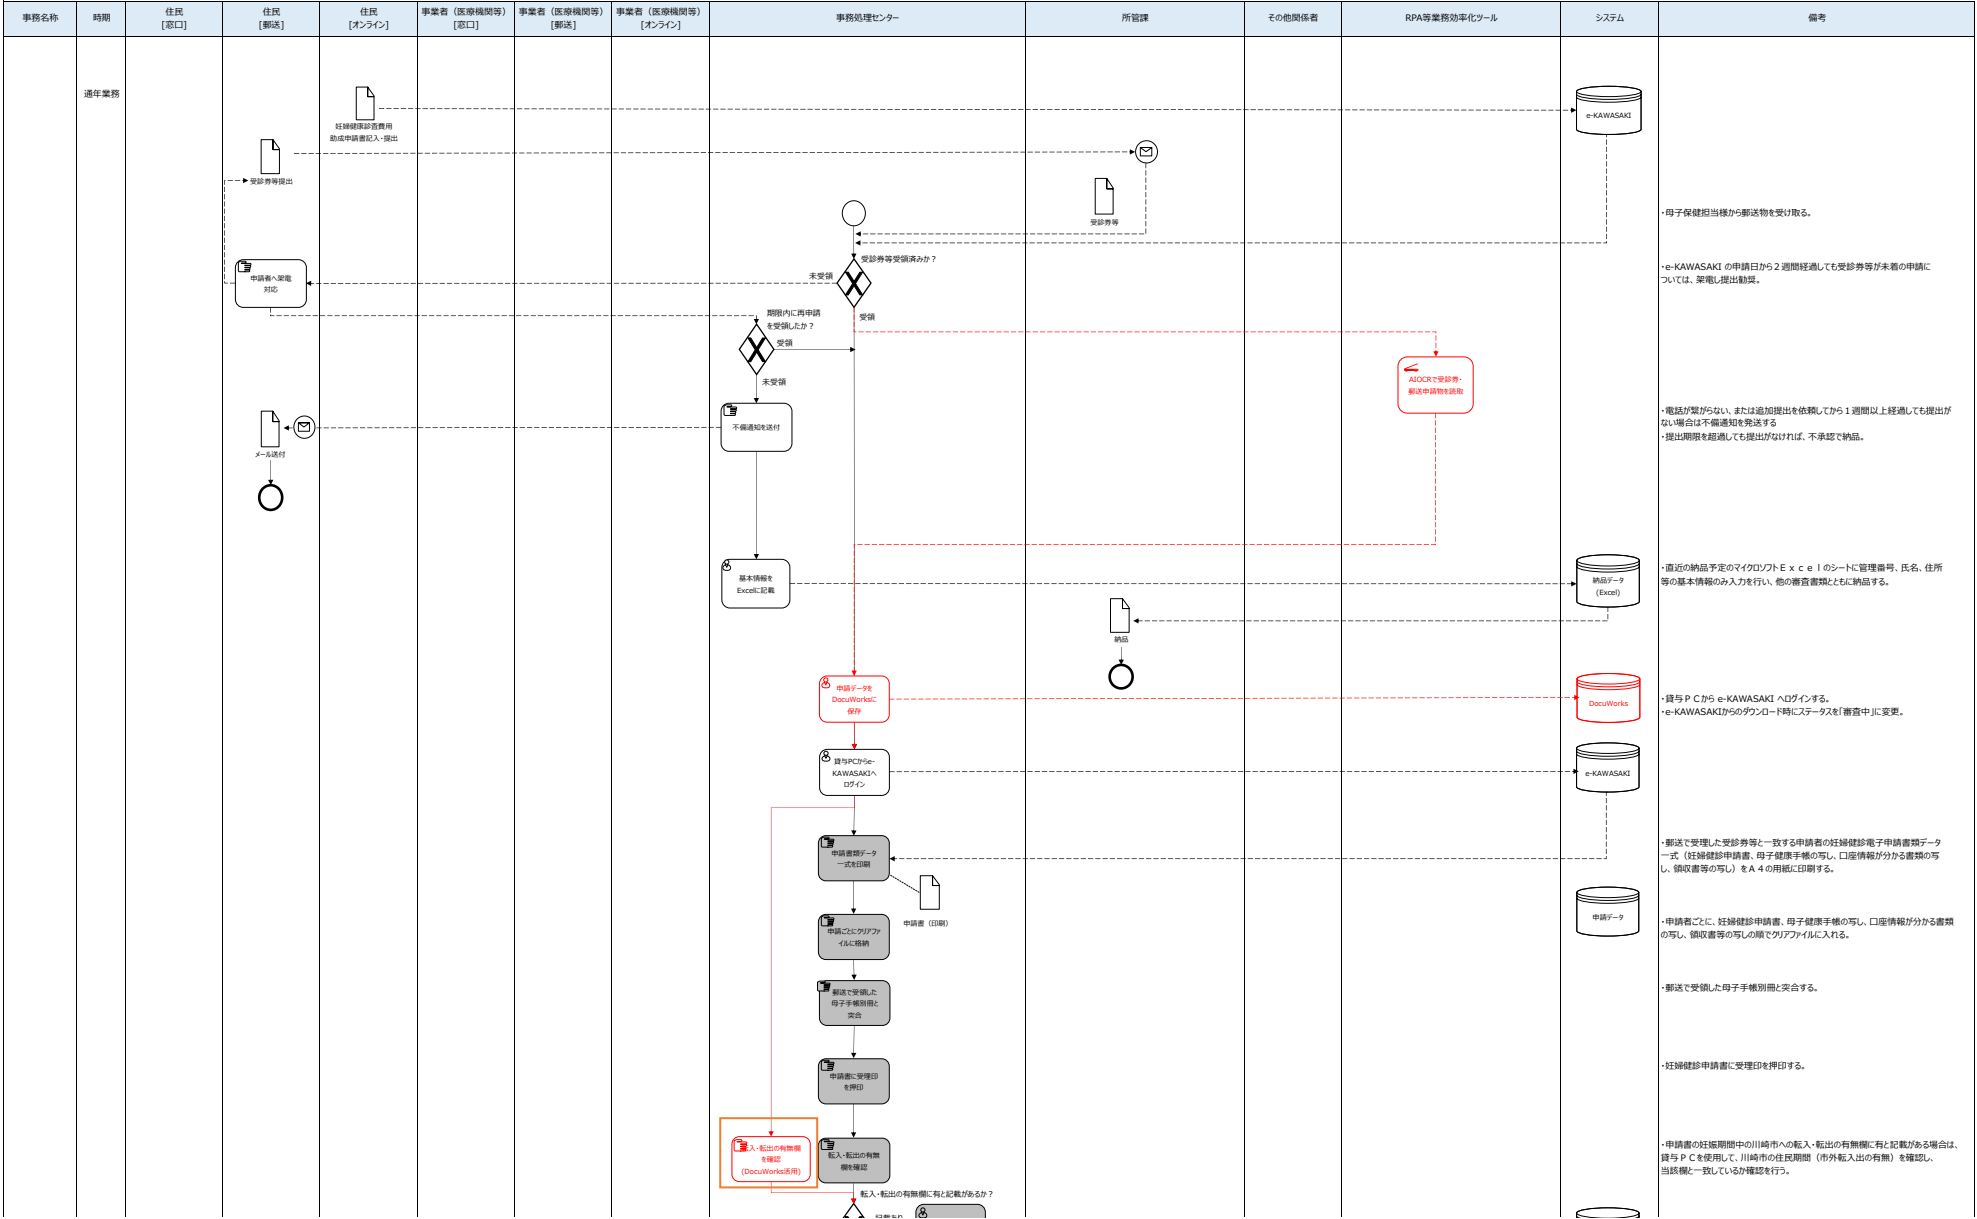 事務名称
時期
住民
[窓口]
住民
[郵送]
住民
[オンライン]
事業者（医療機関等）
[窓口]
事業者（医療機関等）
[郵送]
事業者（医療機関等）
[オンライン]
事務処理センター
所管課
その他関係者
RPA等業務効率化ツール
システム
備考
通年業務
妊婦健康診査費用
助成申請書記入・提出
e-KAWASAKI
受診券等提出
受診券等
・母子保健担当様から郵送物を受け取る。
受診券等受領済みか？
未受領
申請者へ架電
対応
・e-KAWASAKI の申請日から２週間経過しても受診券等が未着の申請に
ついては、架電し提出勧奨。
受領
期限内に再申請
を受領したか？
受領
未受領
AIOCRで受診券・
郵送申請物を読取
不備通知を送付
メール送付
・電話が繋がらない、または追加提出を依頼してから１週間以上経過しても提出が
ない場合は不備通知を発送する
・提出期限を超過しても提出がなければ、不承認で納品。
基本情報を
Excelに記載
納品データ
(Excel)
・直近の納品予定のマイクロソフトＥｘｃｅｌのシートに管理番号、氏名、住所
等の基本情報のみ入力を行い、他の審査書類とともに納品する。
納品
申請データを
DocuWorksに
保存
DocuWorks
・貸与ＰＣから e-KAWASAKI へログインする。
・e-KAWASAKIからのダウンロード時にステータスを「審査中」に変更。
貸与PCからe-
KAWASAKIへ
ログイン
e-KAWASAKI
申請書類データ
一式を印刷
・郵送で受理した受診券等と一致する申請者の妊婦健診電子申請書類データ
一式（妊婦健診申請書、母子健康手帳の写し、口座情報が分かる書類の写
し、領収書等の写し）をＡ４の用紙に印刷する。
申請書（印刷）
申請データ
申請ごとにクリアファ
イルに格納
・申請者ごとに、妊婦健診申請書、母子健康手帳の写し、口座情報が分かる書類
の写し、領収書等の写しの順でクリアファイルに入れる。
郵送で受領した
母子手帳別冊と
突合
・郵送で受領した母子手帳別冊と突合する。
申請書に受理印
を押印
・妊婦健診申請書に受理印を押印する。
転入・転出の有無欄
を確認
(DocuWorks活用)
転入・転出の有無
欄を確認
・申請書の妊娠期間中の川崎市への転入・転出の有無欄に有と記載がある場合は、
貸与ＰＣを使用して、川崎市の住民期間（市外転入出の有無）を確認し、
当該欄と一致しているか確認を行う。
転入・転出の有無欄に有と記載があるか？
記載あり